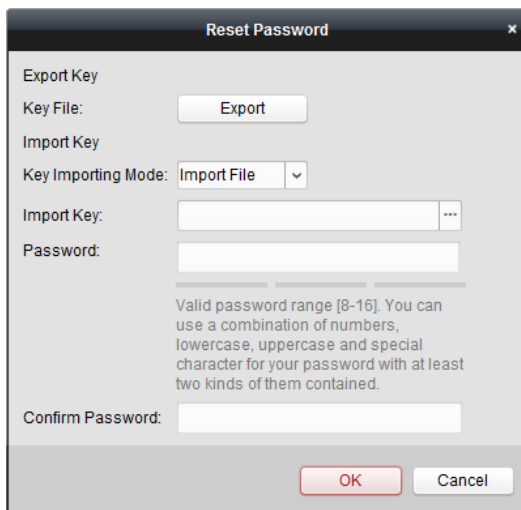 Reset Password ×
Export Key
Key File: Export
Import Key
Key Importing Mode: Import File
Import Key: ...
Password:
Valid password range [8-16]. You can
use a combination of numbers,
lowercase, uppercase and special
character for your password with at least
two kinds of them contained.
Confirm Password:
OK Cancel